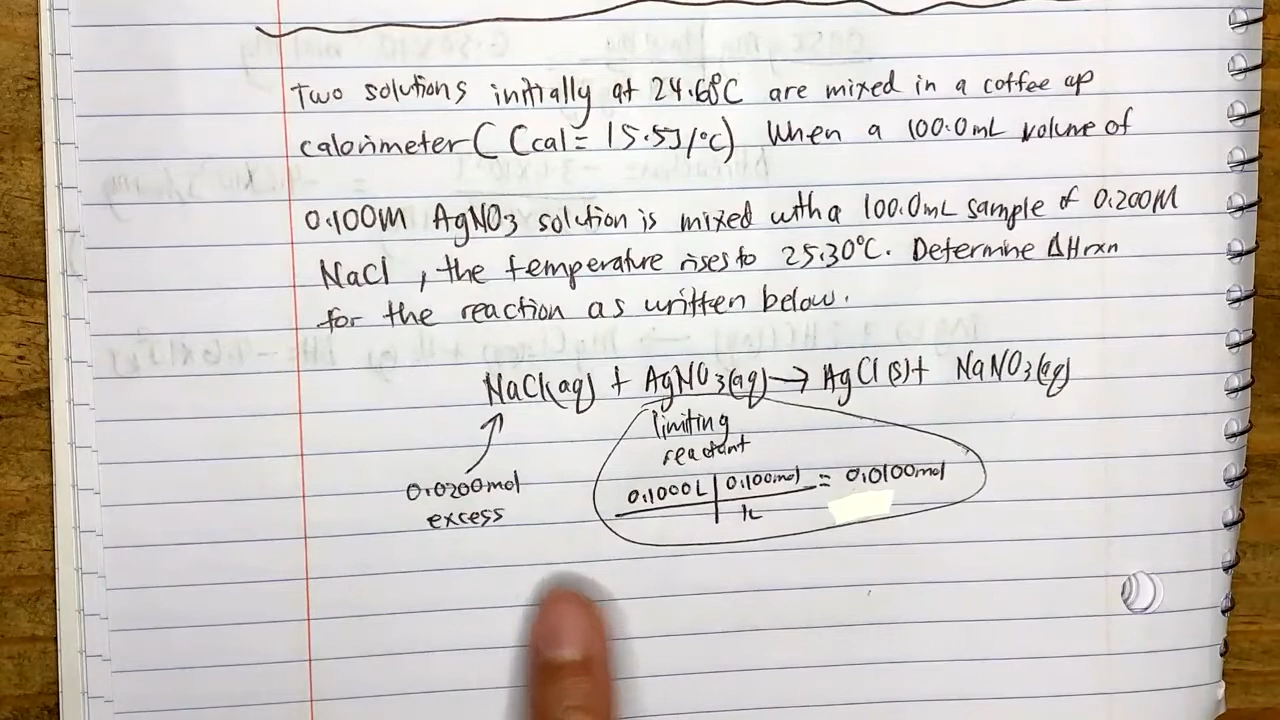 Two solutions initially at 24.68°C are mixed in a coffee cup
calorimeter (Ccal = 15.5J/°C) When a 100.0mL volume of
0.100M AgNO3 solution is mixed with a 100.0mL sample of 0.200M
NaCl, the temperature rises to 25.30°C. Determine ΔHrxn
for the reaction as written below.
NaCl(aq) + AgNO3(aq) → AgCl(s) + NaNO3(aq)
limiting
reactant
0.0200mol
excess
0.1000L | 0.100mol = 0.0100mol
1L